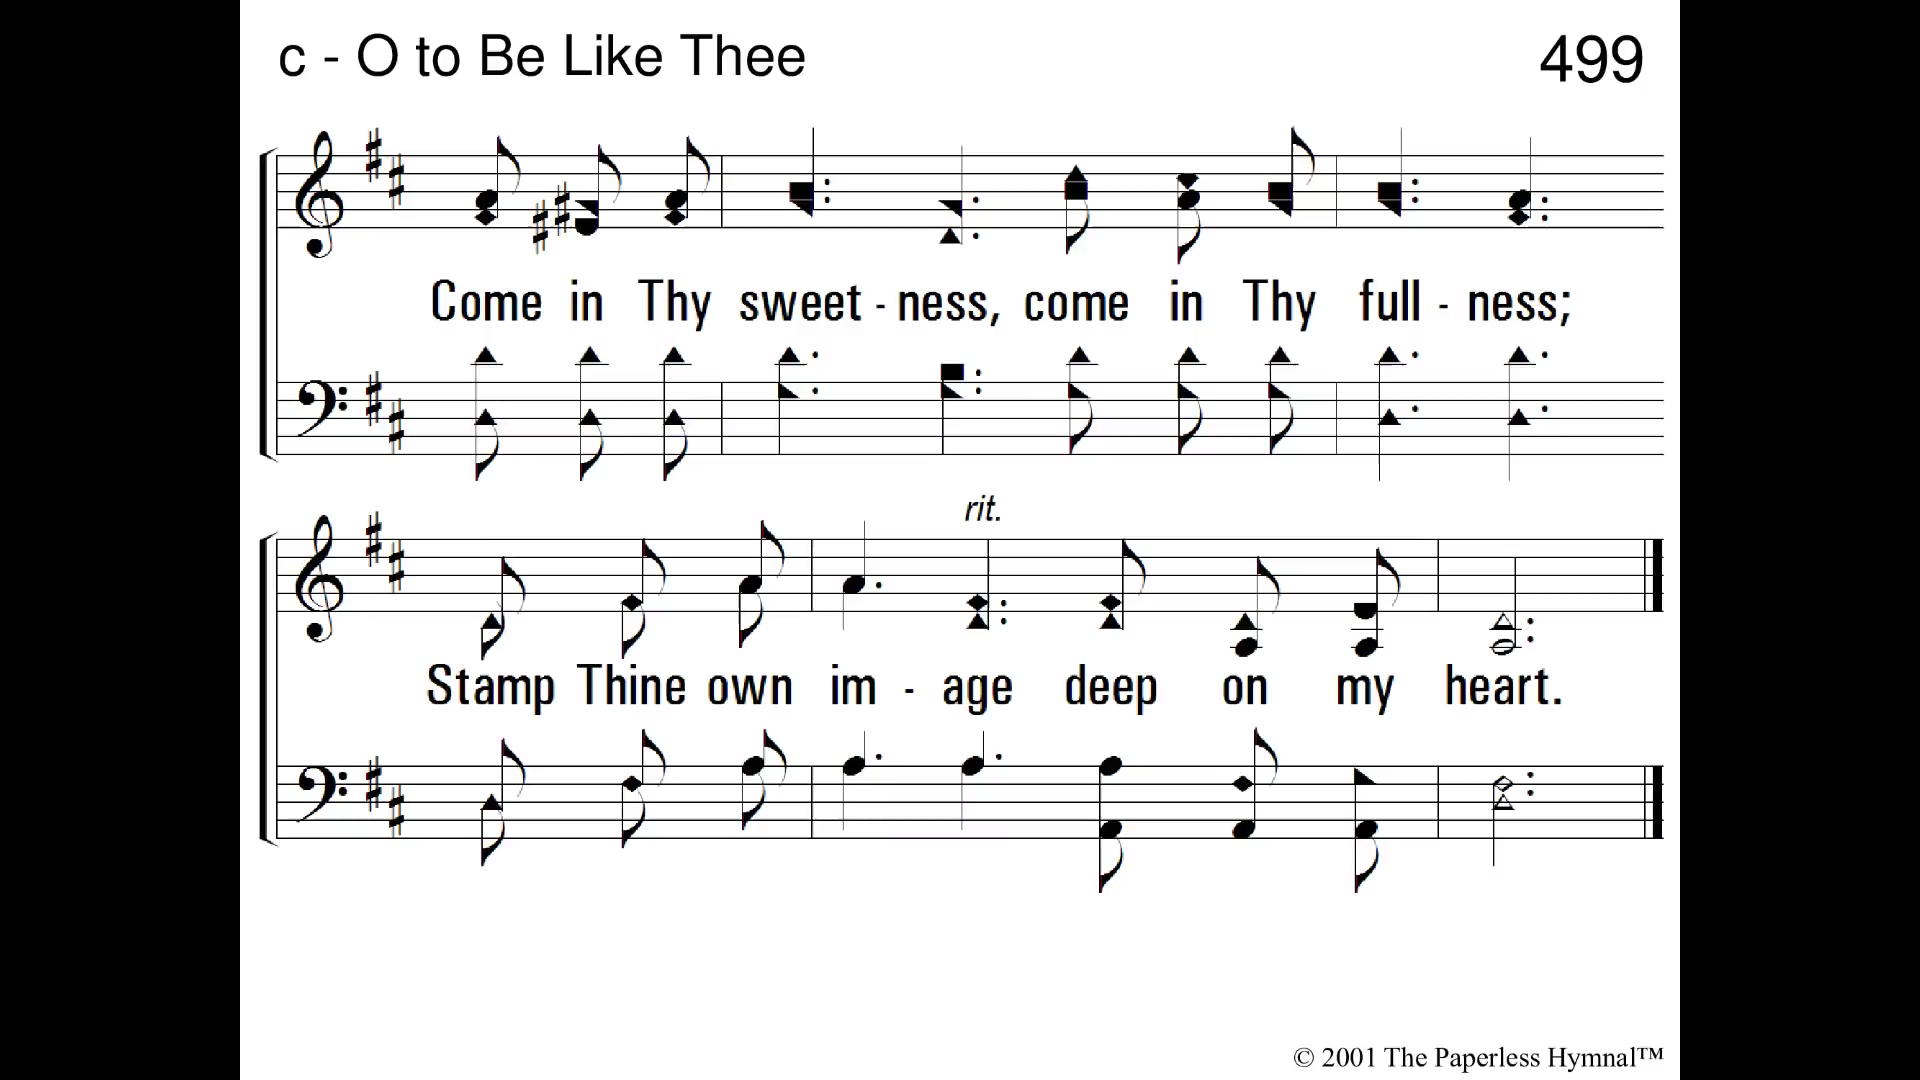 c - O to Be Like Thee 499
Come in Thy sweet - ness, come in Thy full - ness;
rit.
Stamp Thine own im - age deep on my heart.
© 2001 The Paperless Hymnal™